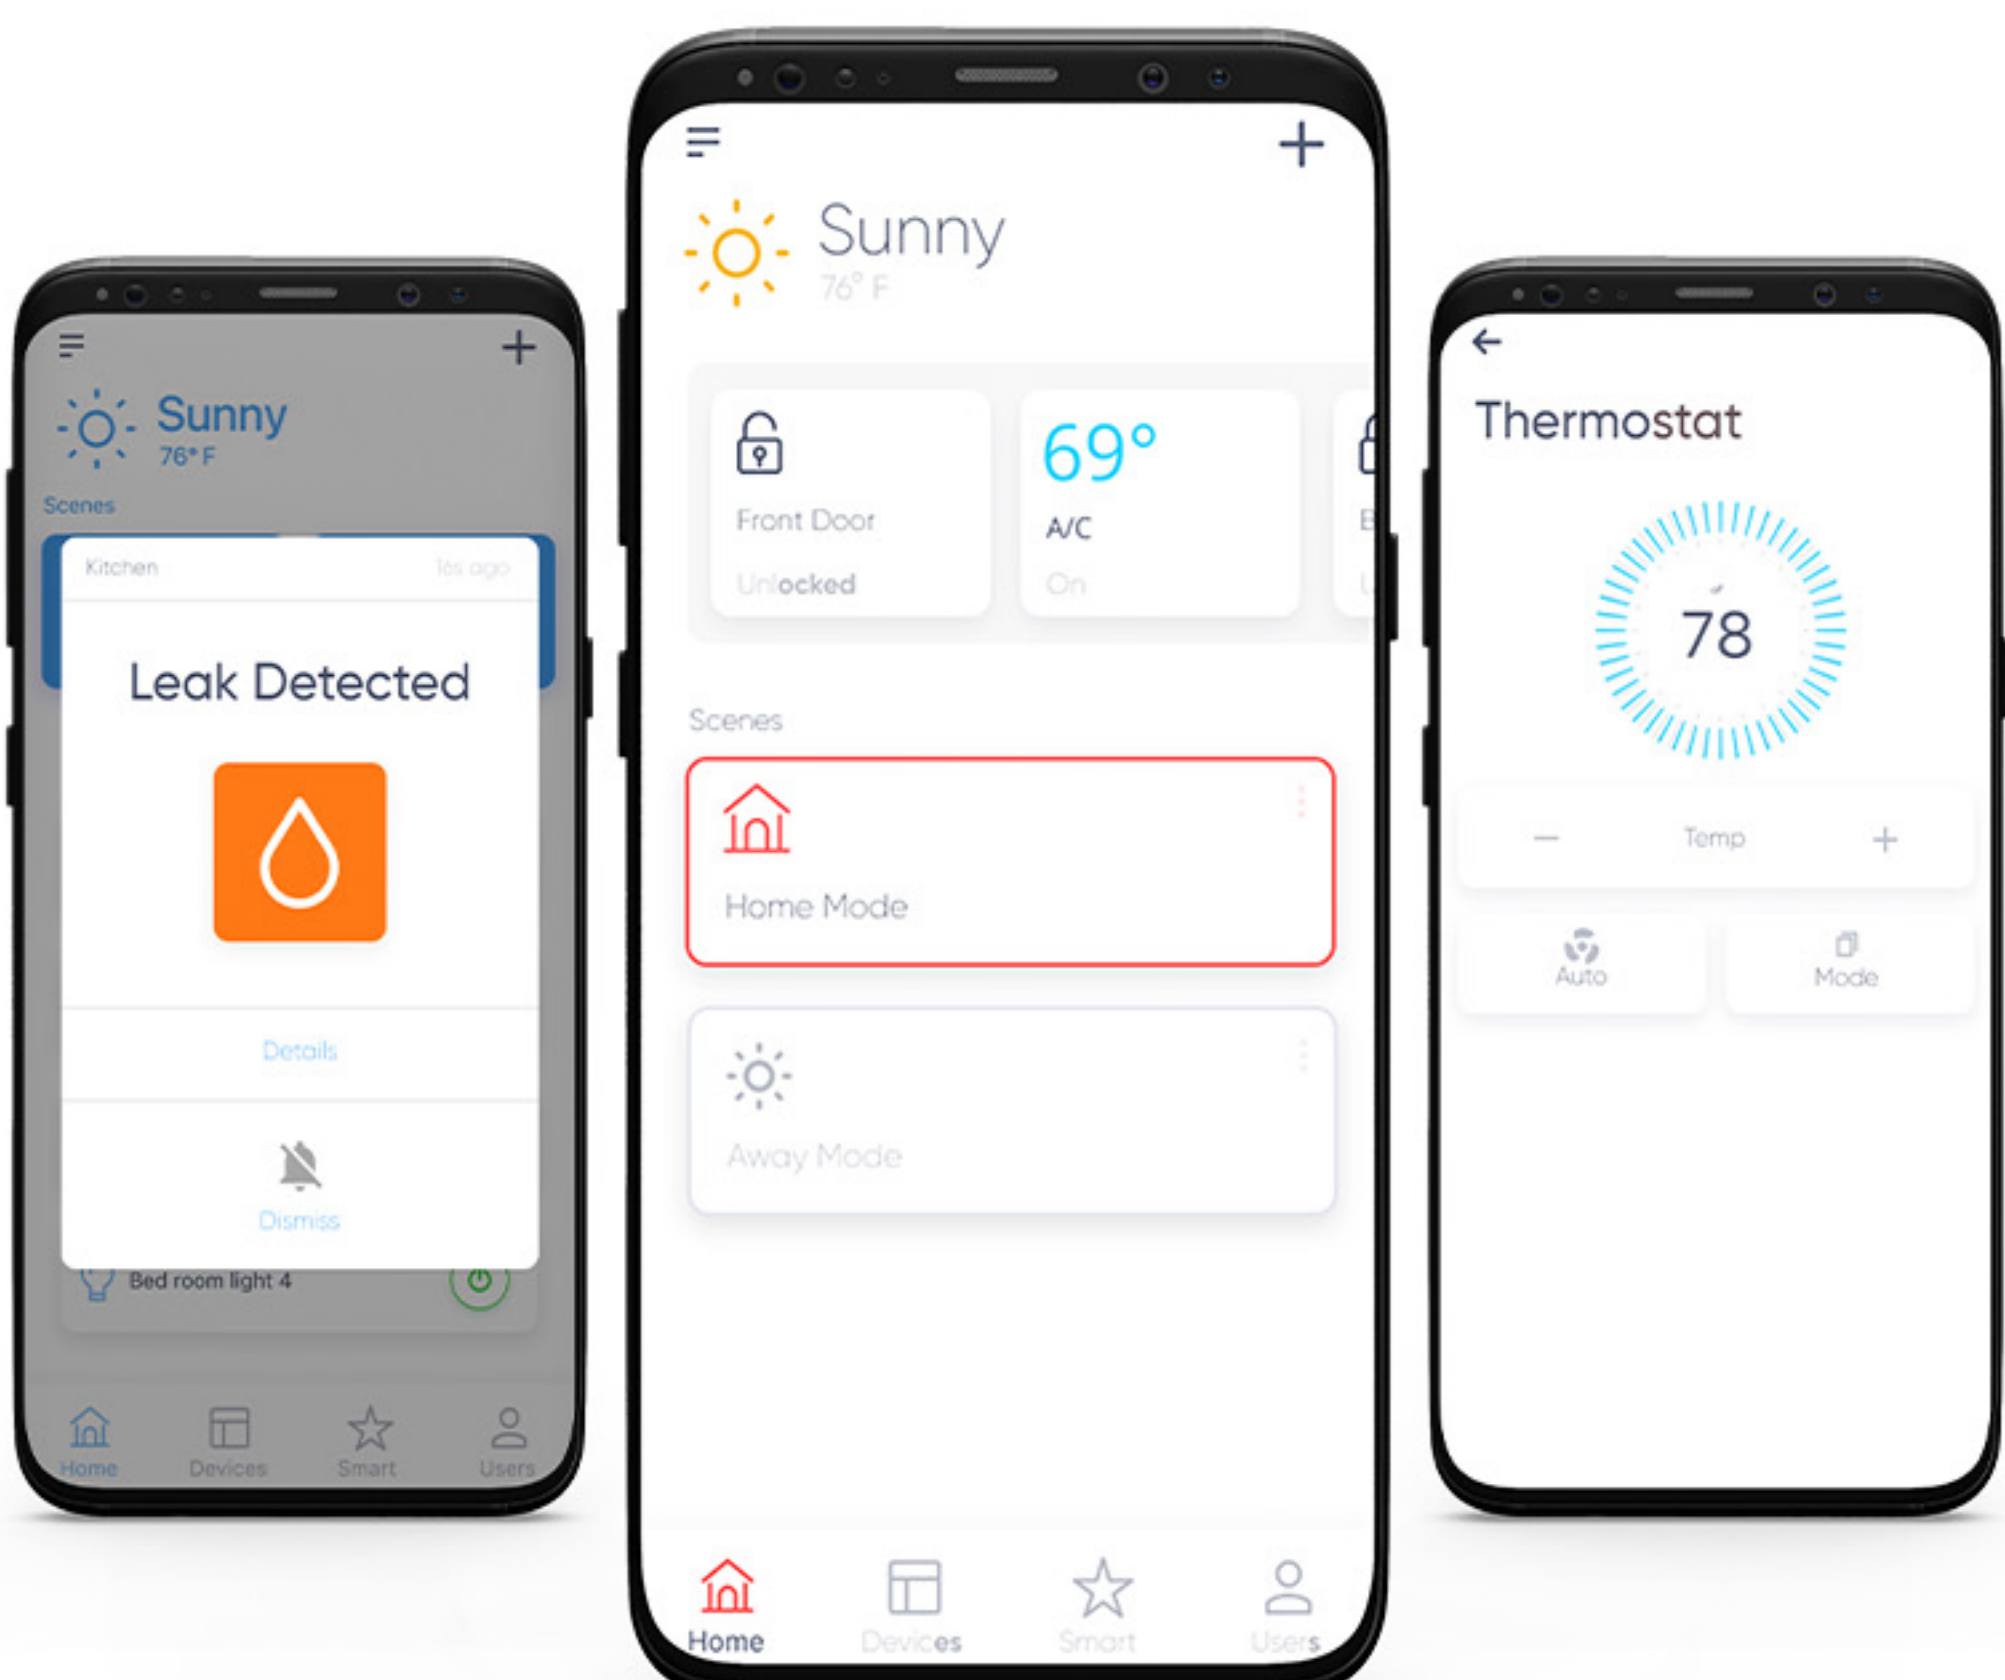 Sunny
76° F
Scenes
Kitchen
16s ago
Leak Detected
Details
Dismiss
Bed room light 4
Home
Devices
Smart
Users
Sunny
76° F
Front Door
Unlocked
69°
A/C
On
B
U
Scenes
Home Mode
Away Mode
Home
Devices
Smart
Users
Thermostat
78
Temp
Auto
Mode